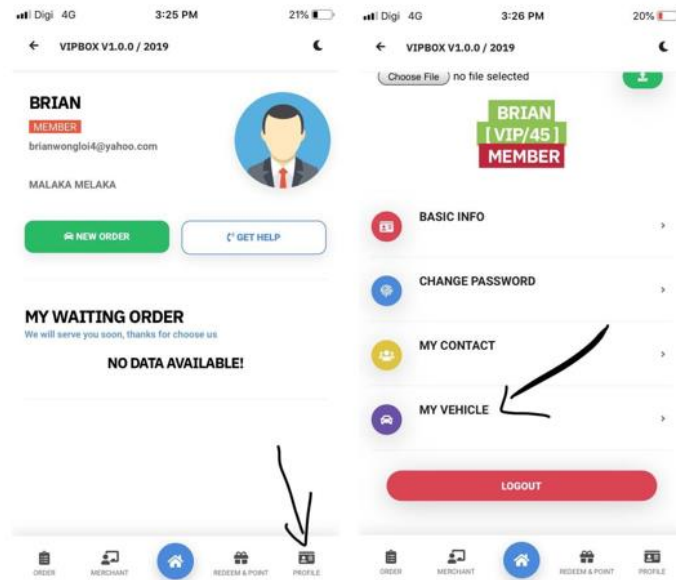 Digi 4G 3:25 PM 21%
VIPBOX V1.0.0 / 2019
BRIAN
MEMBER
brianwongloi4@yahoo.com
MALAKA MELAKA
NEW ORDER GET HELP
MY WAITING ORDER
We will serve you soon, thanks for choose us
NO DATA AVAILABLE!
ORDER MERCHANT REDEEM & POINT PROFILE
Digi 4G 3:26 PM 20%
VIPBOX V1.0.0 / 2019
Choose File no file selected
BRIAN
[ VIP/45 ]
MEMBER
BASIC INFO
CHANGE PASSWORD
MY CONTACT
MY VEHICLE
LOGOUT
ORDER MERCHANT REDEEM & POINT PROFILE